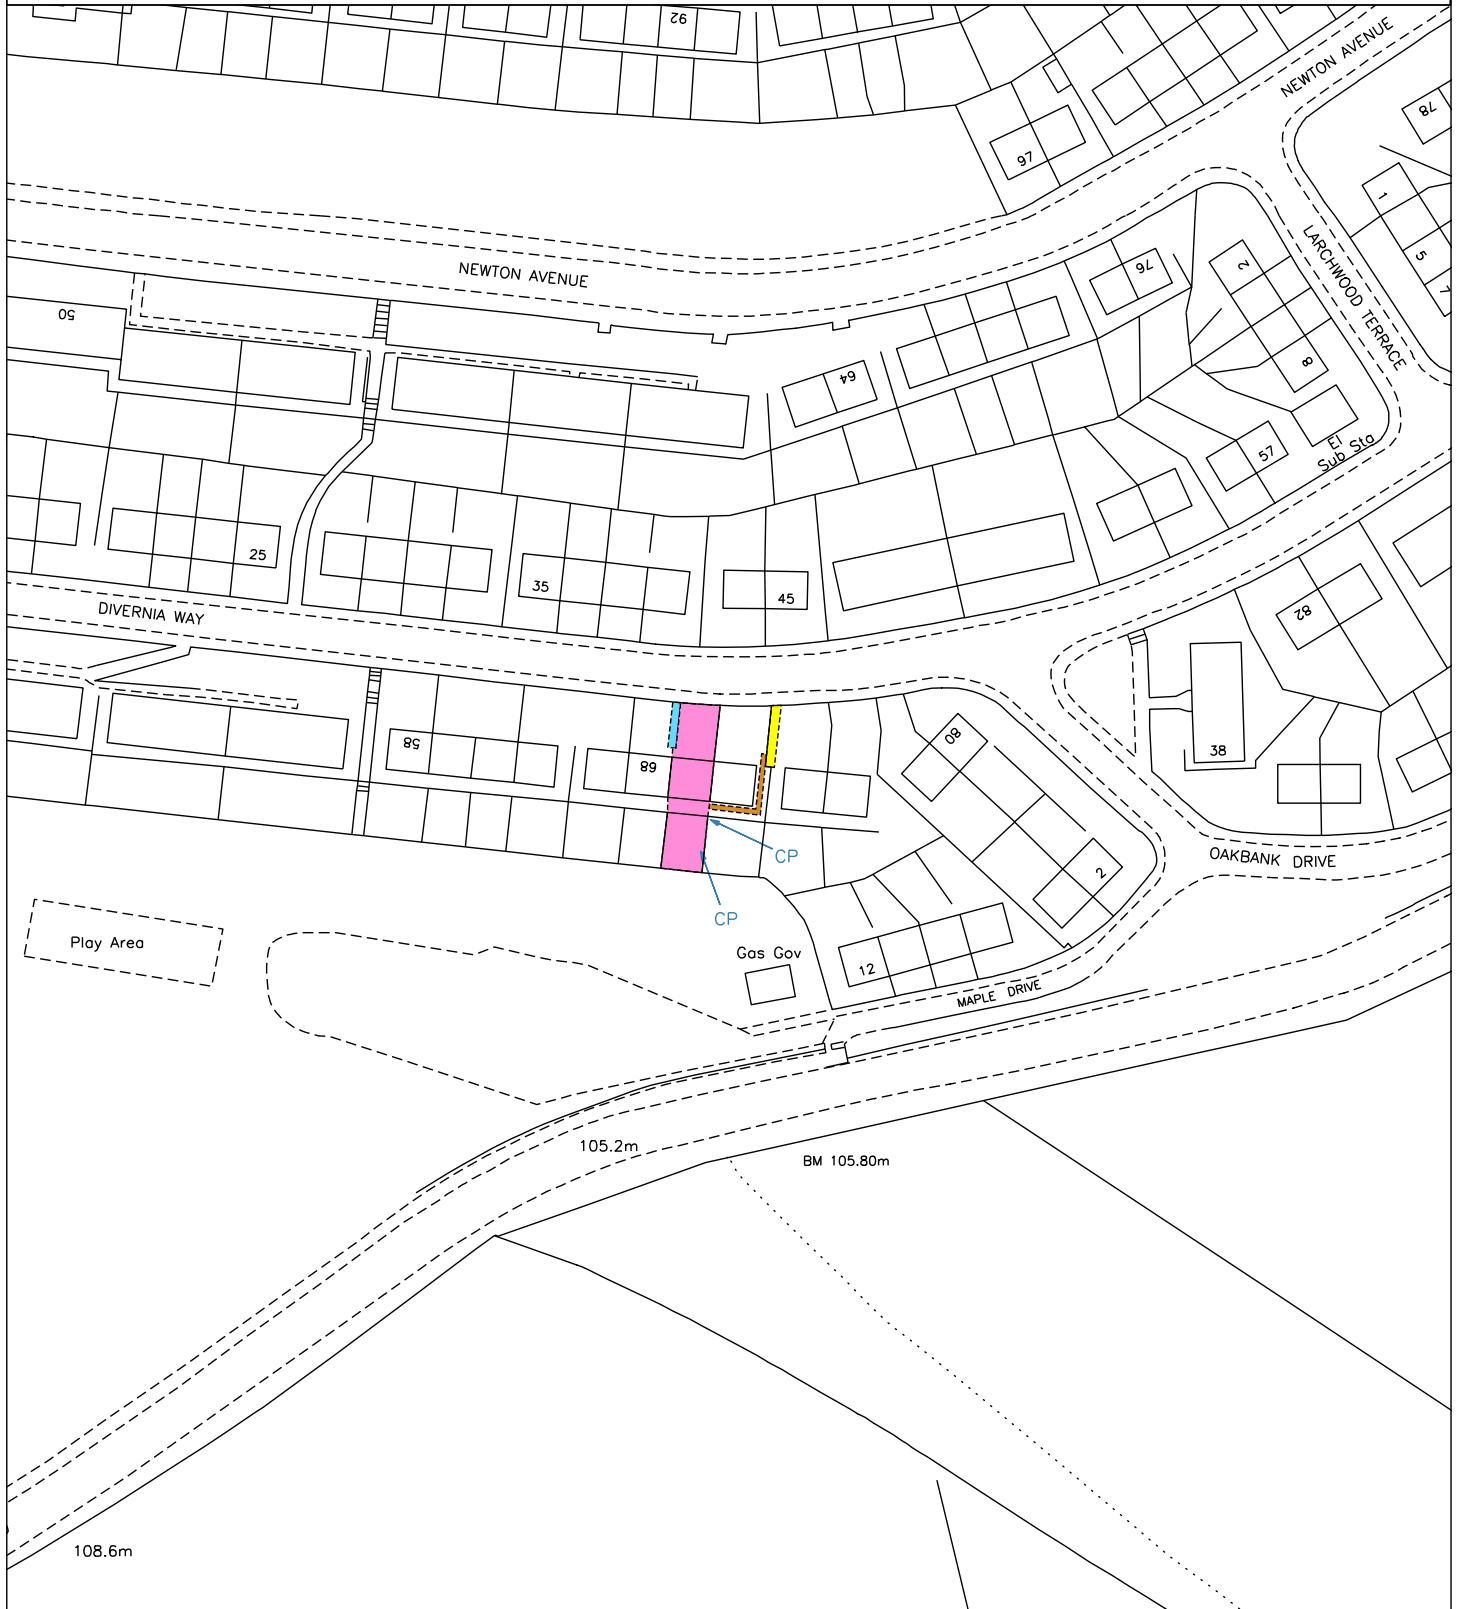 92
NEWTON AVENUE
78
97
1
LARCHWOOD TERRACE
5
7
2
76
NEWTON AVENUE
50
8
64
57
El
Sub Sta
25
35
45
DIVERNIA WAY
82
58
68
80
38
CP
OAKBANK DRIVE
2
CP
Play Area
Gas Gov
12
MAPLE DRIVE
105.2m
BM 105.80m
108.6m